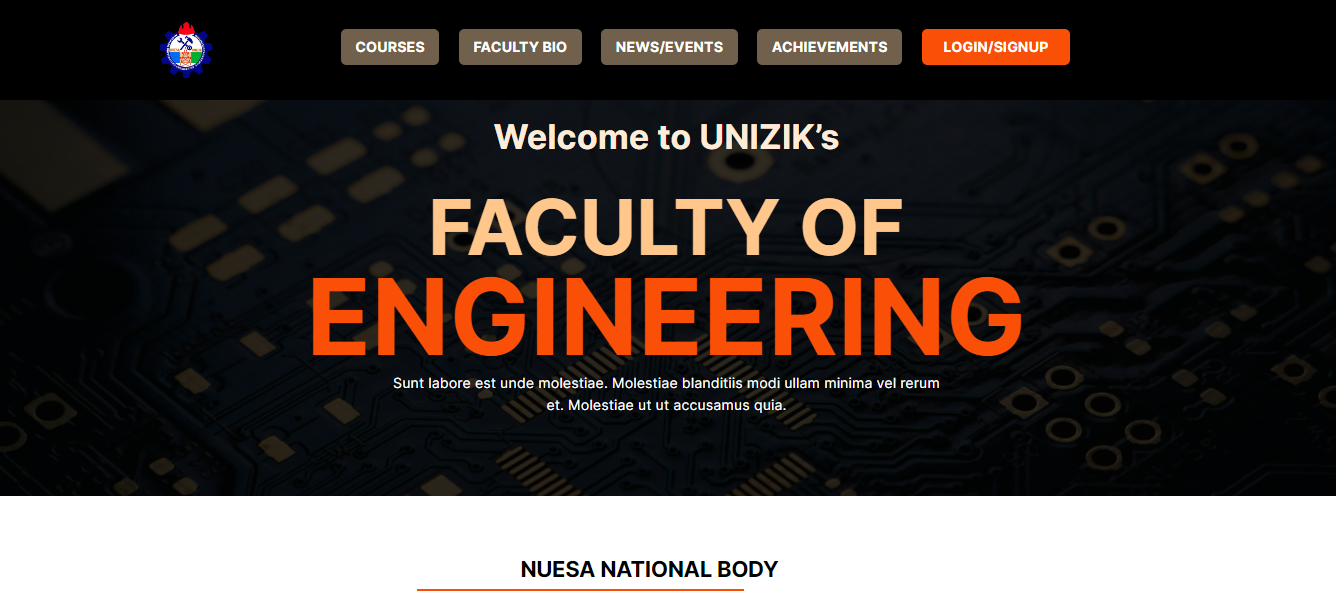 COURSES FACULTY BIO NEWS/EVENTS ACHIEVEMENTS LOGIN/SIGNUP
Welcome to UNIZIK’s
FACULTY OF
ENGINEERING
Sunt labore est unde molestiae. Molestiae blanditiis modi ullam minima vel rerum
et. Molestiae ut ut accusamus quia.
NUESA NATIONAL BODY